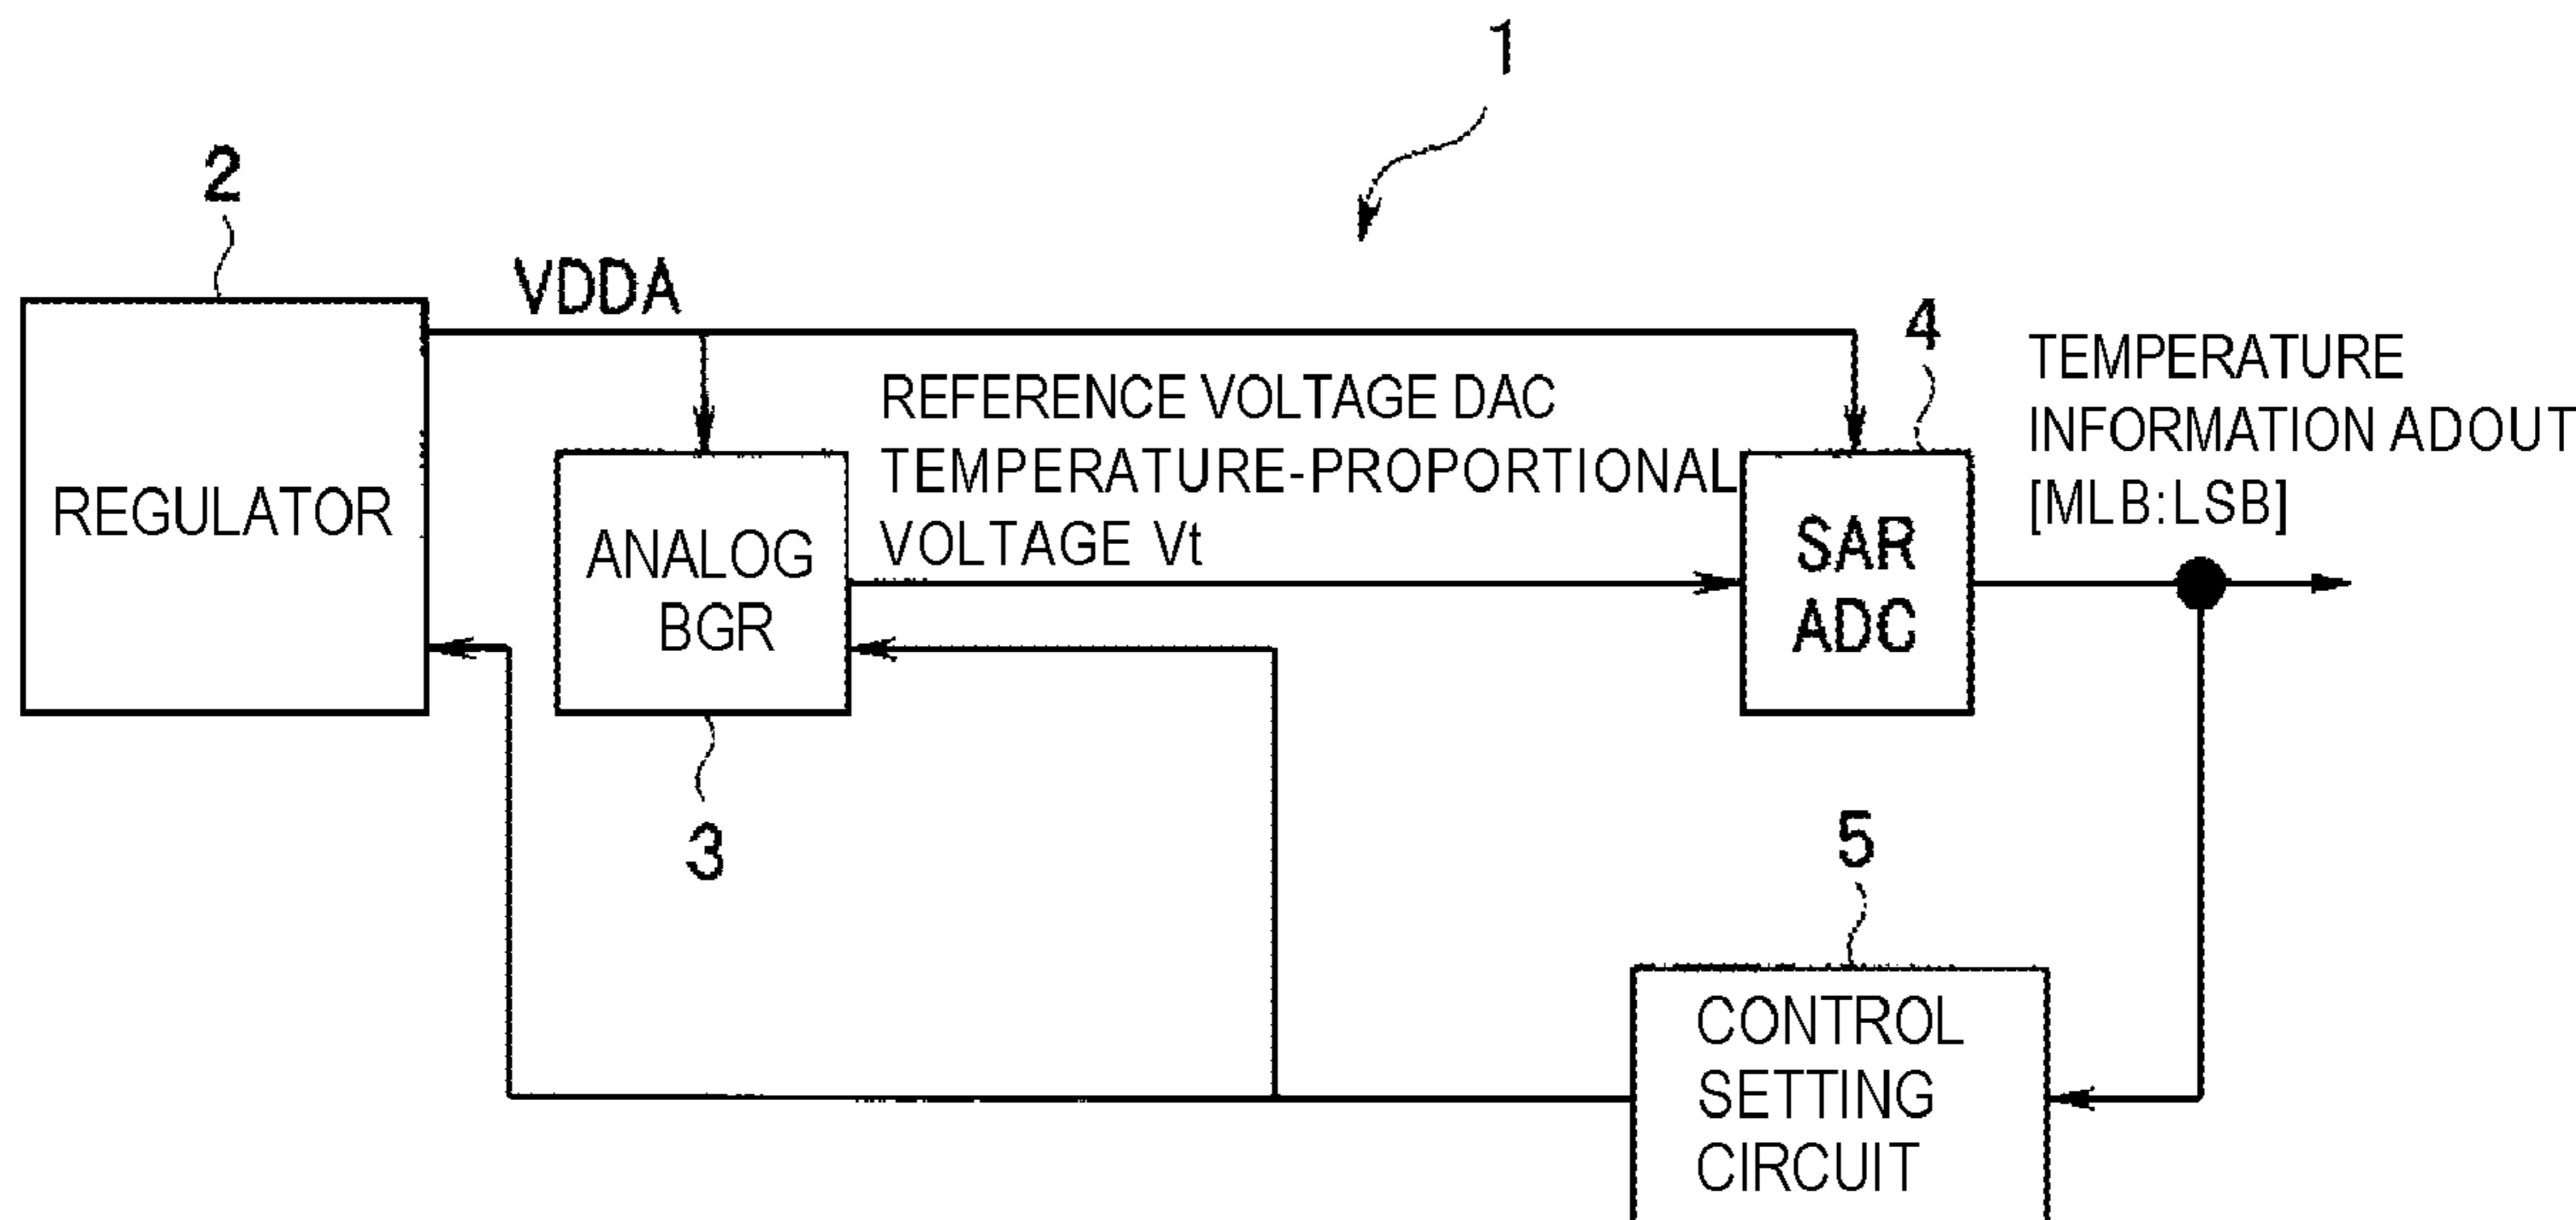 1
2
VDDA
4
TEMPERATURE
INFORMATION ADOUT
[MLB:LSB]
REFERENCE VOLTAGE DAC
TEMPERATURE-PROPORTIONAL
VOLTAGE Vt
REGULATOR
ANALOG
BGR
SAR
ADC
3
5
CONTROL
SETTING
CIRCUIT